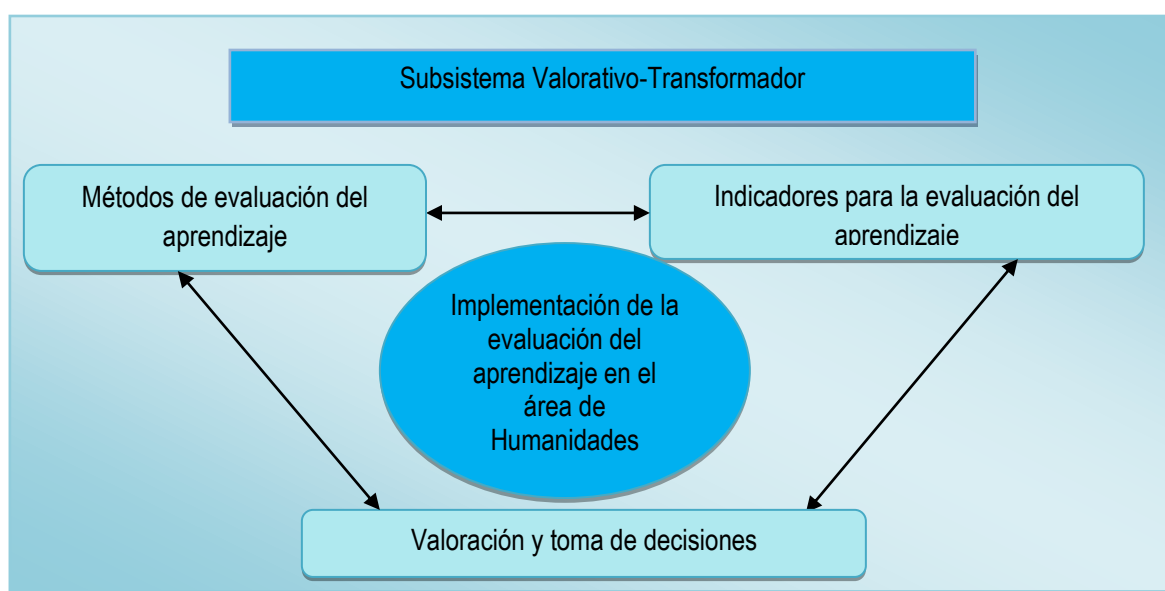 Subsistema Valorativo-Transformador
Métodos de evaluación del
aprendizaje
Indicadores para la evaluación del
aprendizaje
Implementación de la
evaluación del
aprendizaje en el
área de
Humanidades
Valoración y toma de decisiones